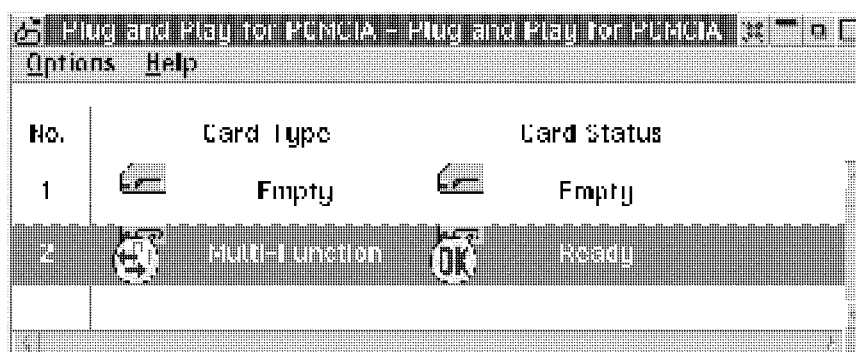 Plug and Play for PCMCIA - Plug and Play for PCMCIA
Options Help
No. Card Type Card Status
1 Empty Empty
2 Multi-Function OK Ready